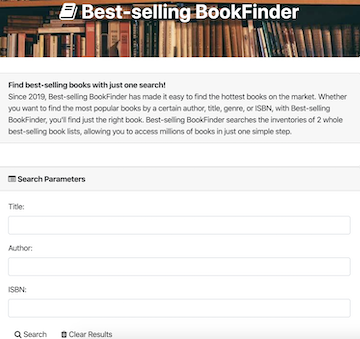 Best-selling BookFinder
Find best-selling books with just one search!
Since 2019, Best-selling BookFinder has made it easy to find the hottest books on the market. Whether
you want to find the most popular books by a certain author, title, genre, or ISBN, with Best-selling
BookFinder, you'll find just the right book. Best-selling BookFinder searches the inventories of 2 whole
best-selling book lists, allowing you to access millions of books in just one simple step.
Search Parameters
Title:
Author:
ISBN:
Search Clear Results